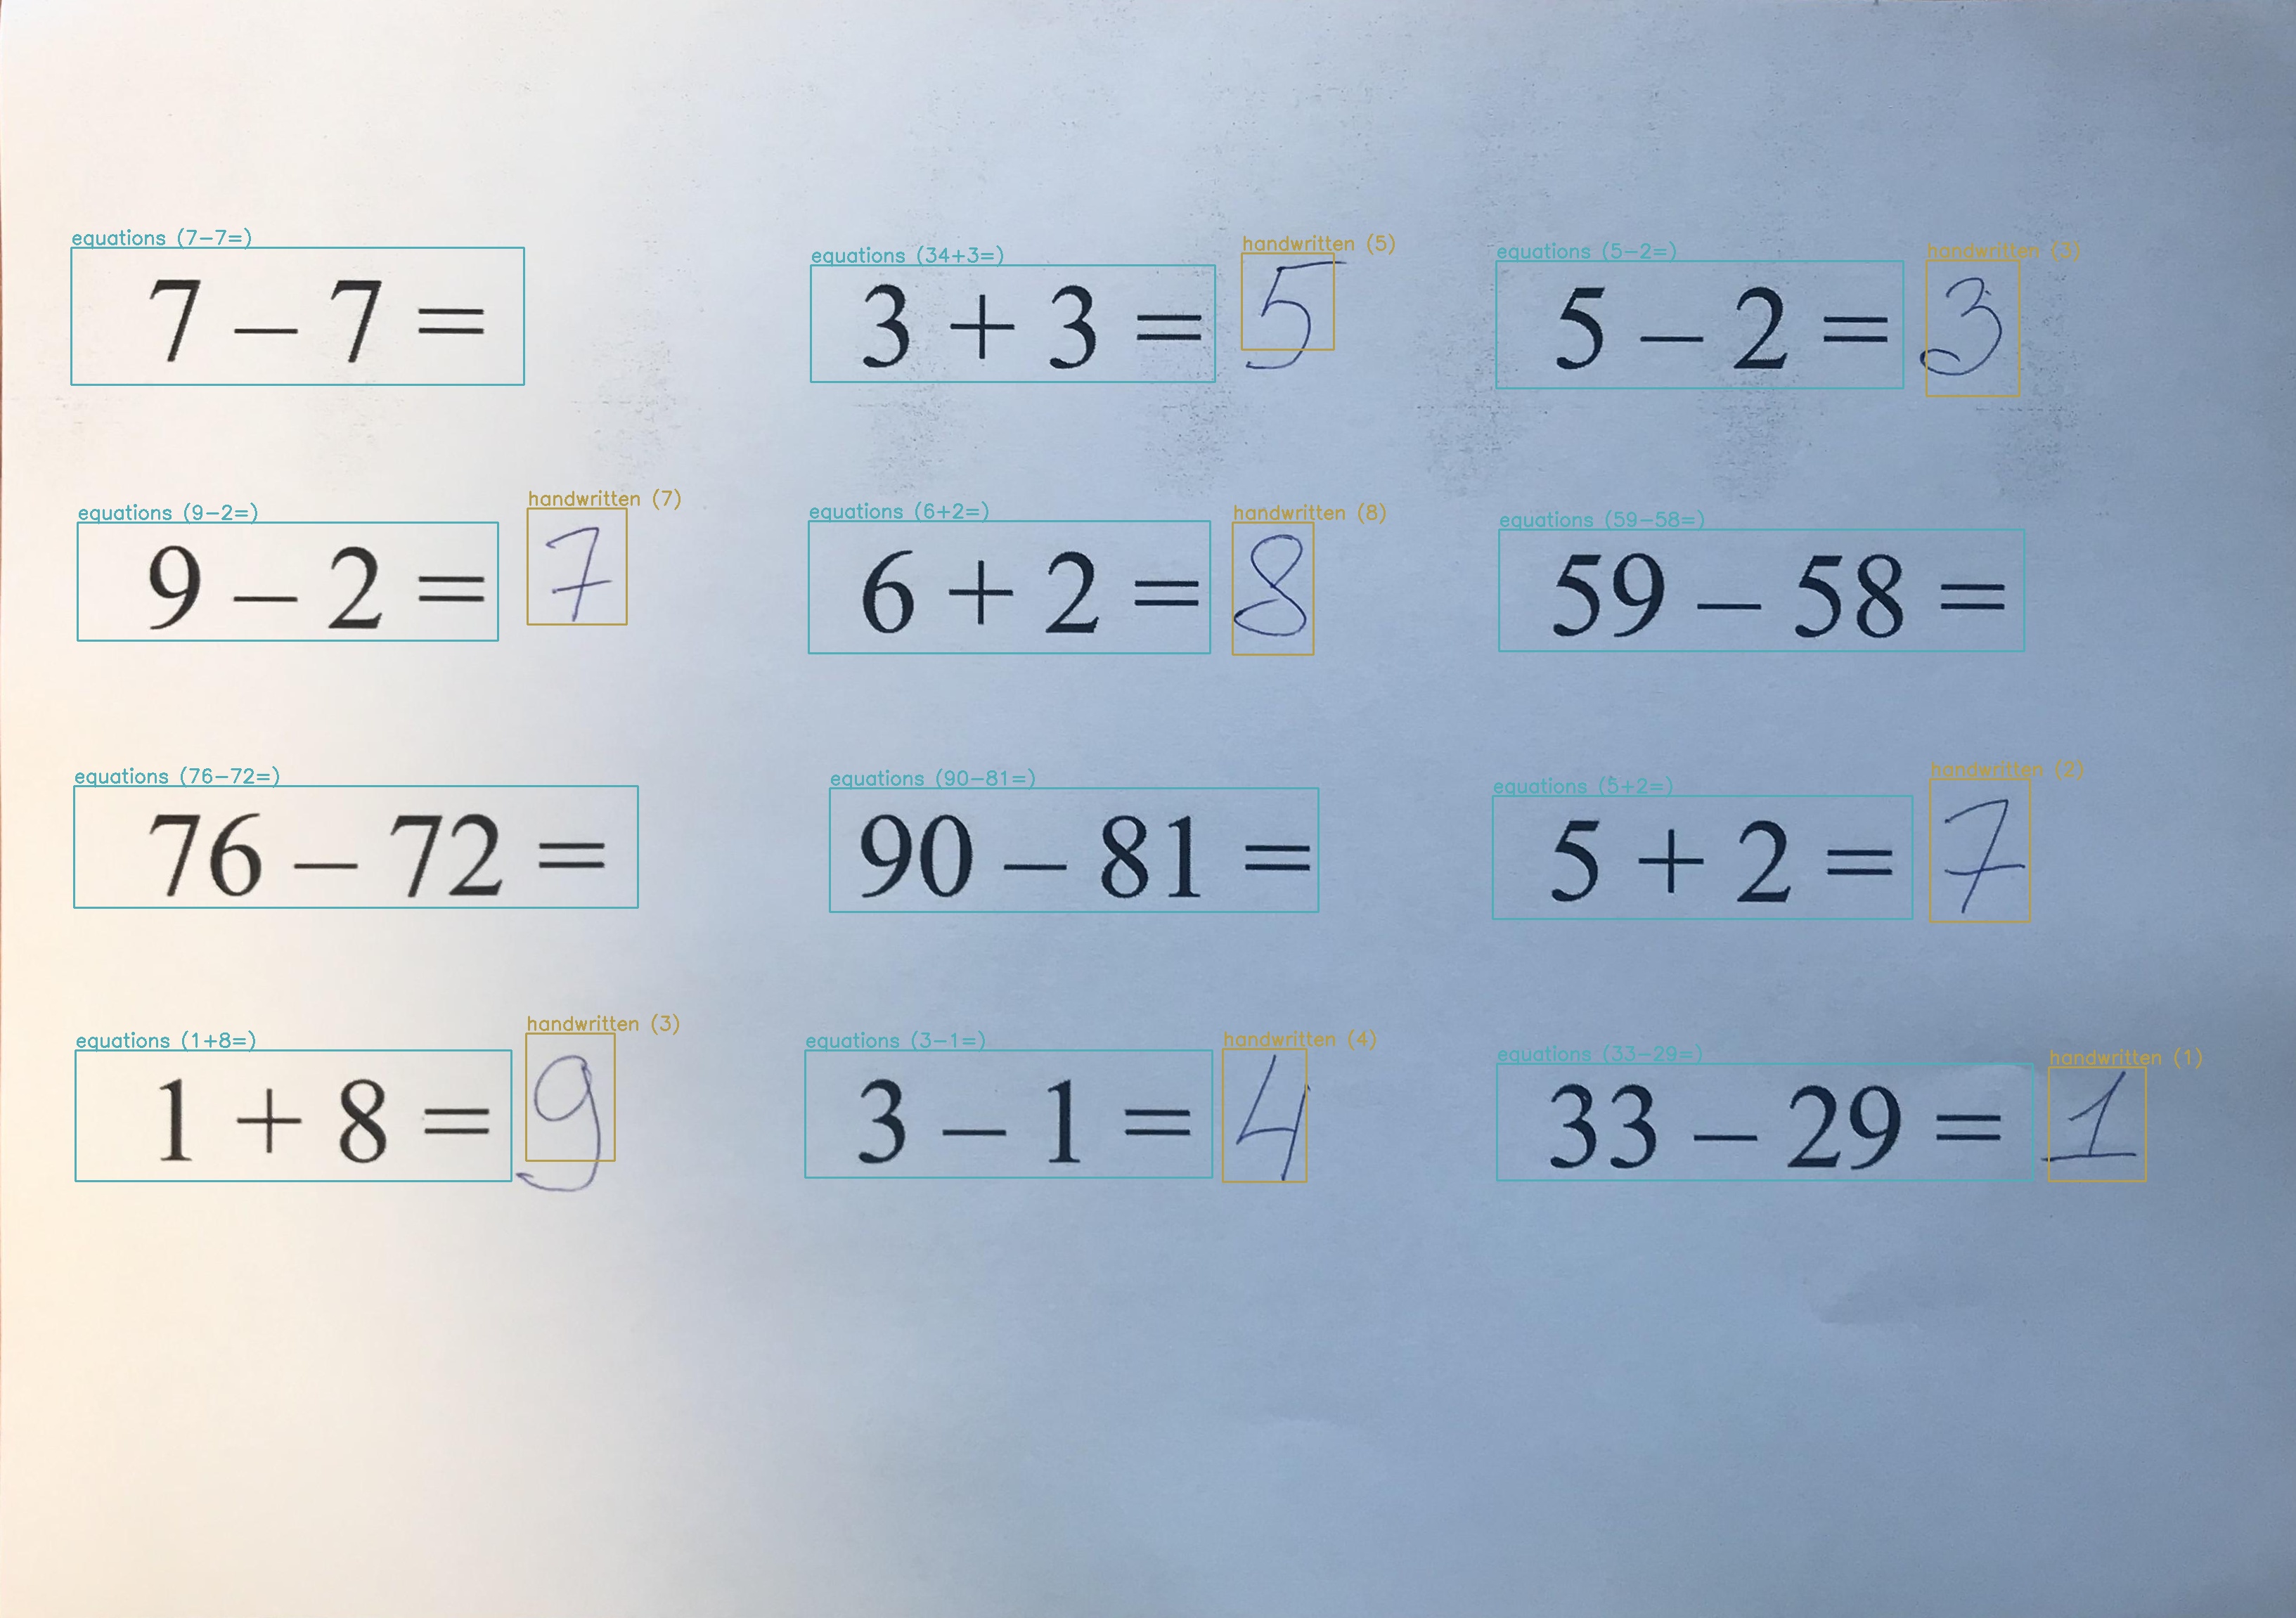 equations (7-7=) equations (34+3=) handwritten (5) equations (5-2=) handwritten (3)
7 – 7 = 3 + 3 = 5 5 – 2 = 3
equations (9-2=) handwritten (7) equations (6+2=) handwritten (8) equations (59-58=)
9 – 2 = 7 6 + 2 = 8 59 – 58 =
equations (76-72=) equations (90-81=) equations (5+2=) handwritten (2)
76 – 72 = 90 – 81 = 5 + 2 = 7
equations (1+8=) handwritten (3) equations (3-1=) handwritten (4) equations (33-29=) handwritten (1)
1 + 8 = 9 3 – 1 = 4 33 – 29 = 1